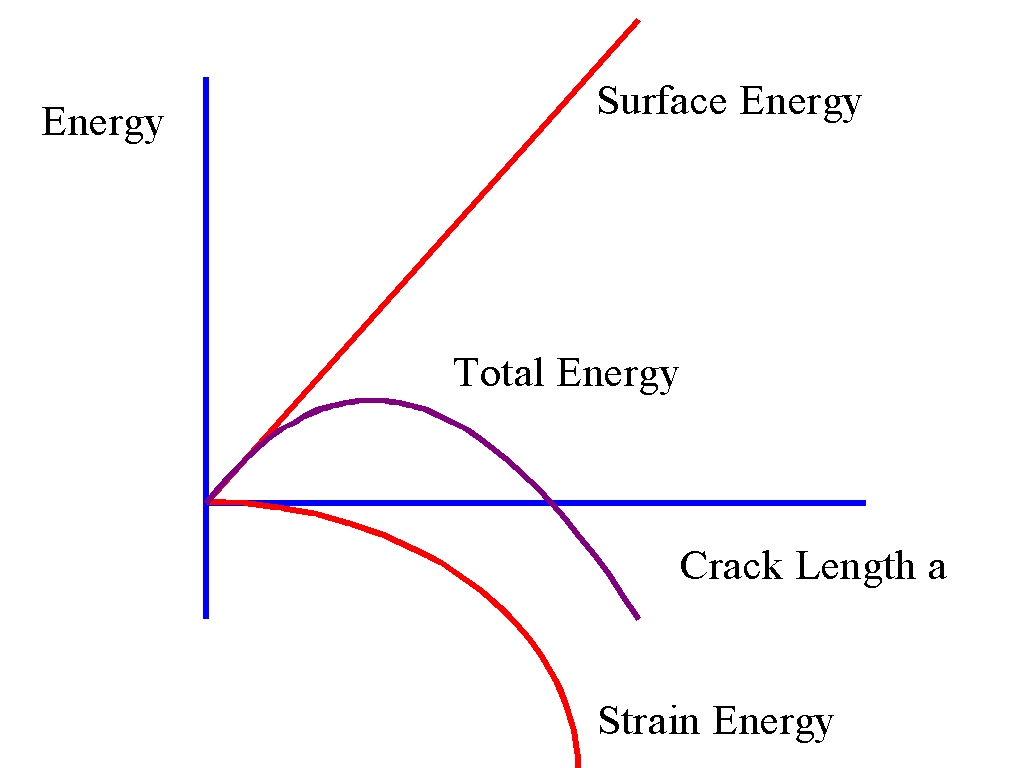 Surface Energy
Energy
Total Energy
Crack Length a
Strain Energy